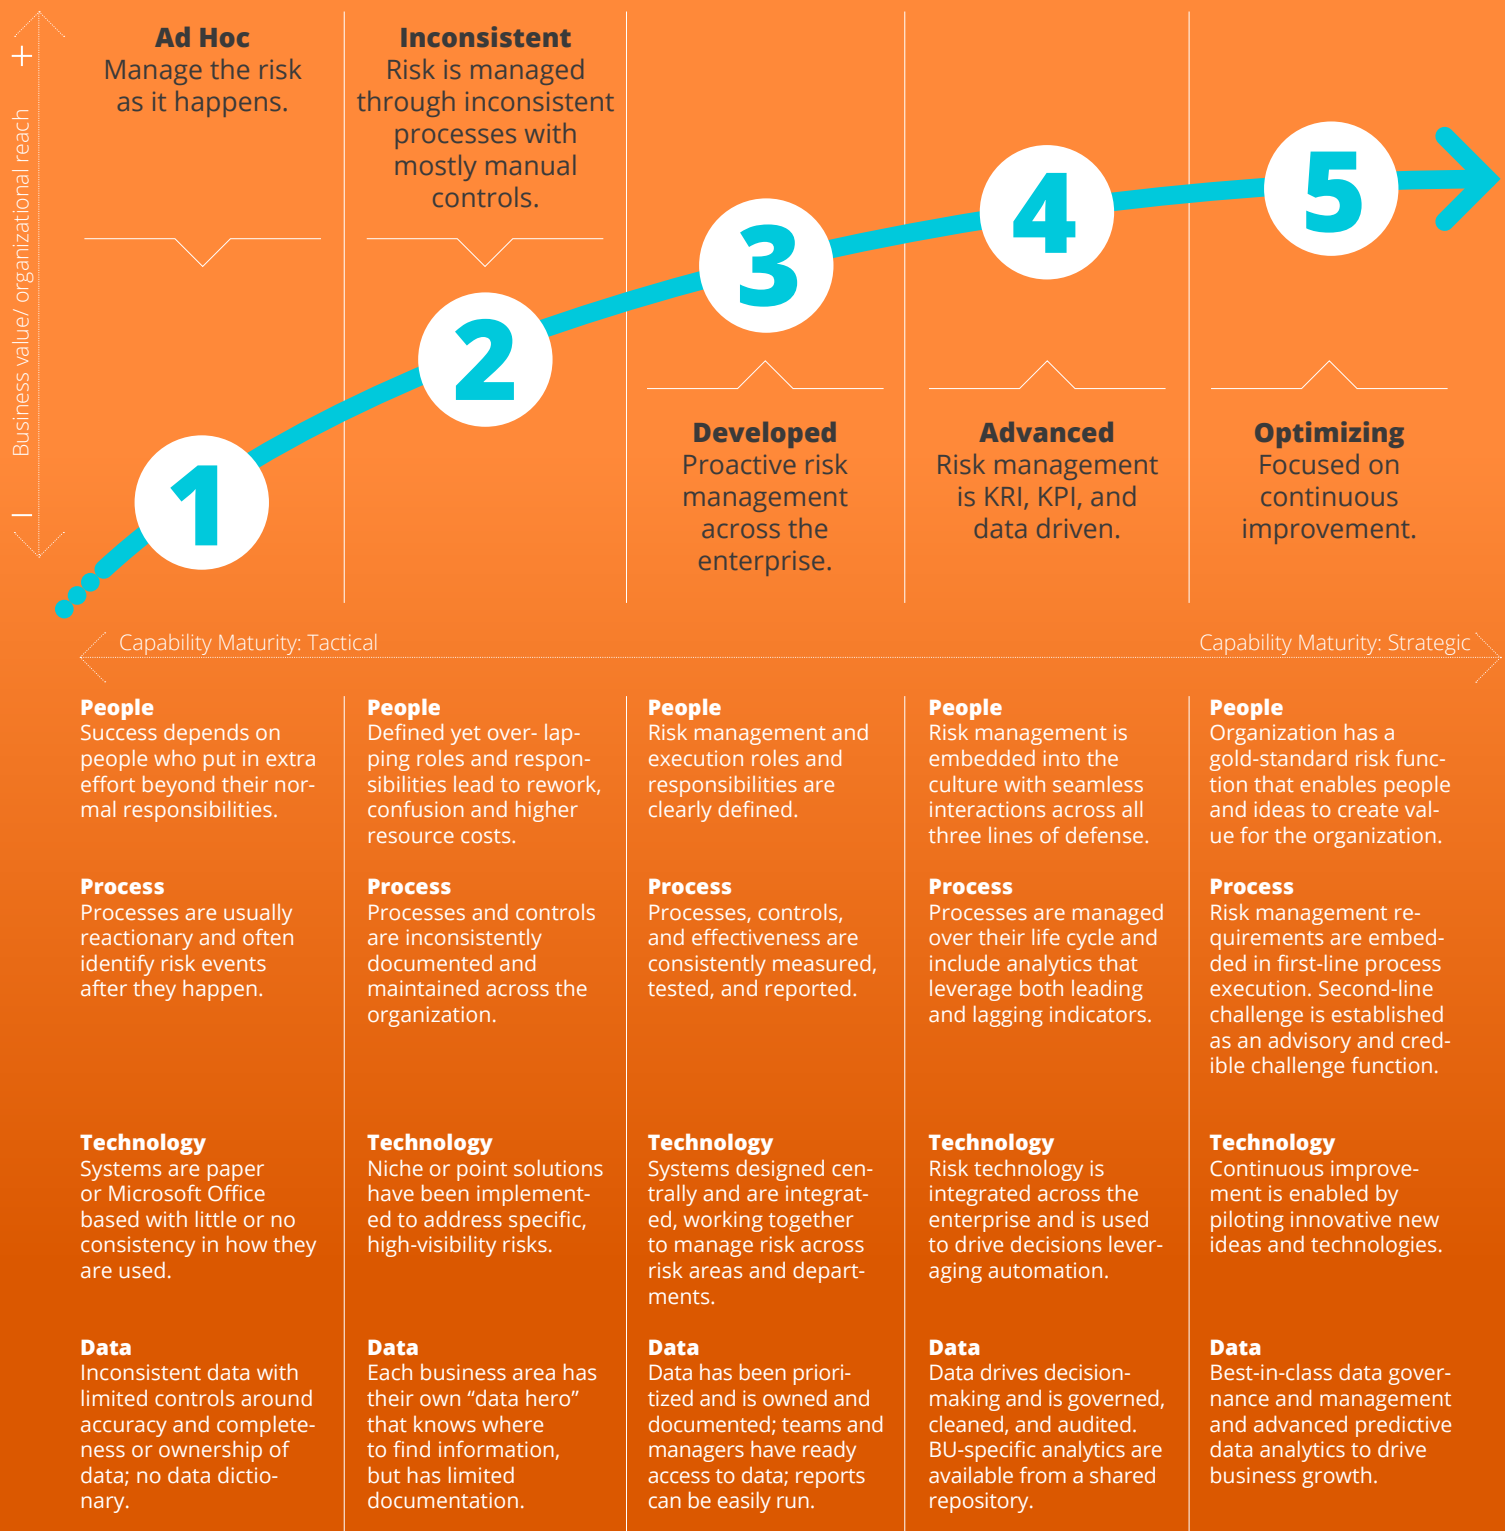 +
Business value/ organizational reach
–
Ad Hoc
Manage the risk
as it happens.
Inconsistent
Risk is managed
through inconsistent
processes with
mostly manual
controls.
1
2
3
4
5
Developed
Proactive risk
management
across the
enterprise.
Advanced
Risk management
is KRI, KPI, and
data driven.
Optimizing
Focused on
continuous
improvement.
Capability Maturity: Tactical
Capability Maturity: Strategic
People
Success depends on
people who put in extra
effort beyond their nor-
mal responsibilities.
Process
Processes are usually
reactionary and often
identify risk events
after they happen.
Technology
Systems are paper
or Microsoft Office
based with little or no
consistency in how they
are used.
Data
Inconsistent data with
limited controls around
accuracy and complete-
ness or ownership of
data; no data dictio-
nary.
People
Defined yet over- lap-
ping roles and respon-
sibilities lead to rework,
confusion and higher
resource costs.
Process
Processes and controls
are inconsistently
documented and
maintained across the
organization.
Technology
Niche or point solutions
have been implement-
ed to address specific,
high-visibility risks.
Data
Each business area has
their own “data hero”
that knows where
to find information,
but has limited
documentation.
People
Risk management and
execution roles and
responsibilities are
clearly defined.
Process
Processes, controls,
and effectiveness are
consistently measured,
tested, and reported.
Technology
Systems designed cen-
trally and are integrat-
ed, working together
to manage risk across
risk areas and depart-
ments.
Data
Data has been priori-
tized and is owned and
documented; teams and
managers have ready
access to data; reports
can be easily run.
People
Risk management is
embedded into the
culture with seamless
interactions across all
three lines of defense.
Process
Processes are managed
over their life cycle and
include analytics that
leverage both leading
and lagging indicators.
Technology
Risk technology is
integrated across the
enterprise and is used
to drive decisions lever-
aging automation.
Data
Data drives decision-
making and is governed,
cleaned, and audited.
BU-specific analytics are
available from a shared
repository.
People
Organization has a
gold-standard risk func-
tion that enables people
and ideas to create val-
ue for the organization.
Process
Risk management re-
quirements are embed-
ded in first-line process
execution. Second-line
challenge is established
as an advisory and cred-
ible challenge function.
Technology
Continuous improve-
ment is enabled by
piloting innovative new
ideas and technologies.
Data
Best-in-class data gover-
nance and management
and advanced predictive
data analytics to drive
business growth.